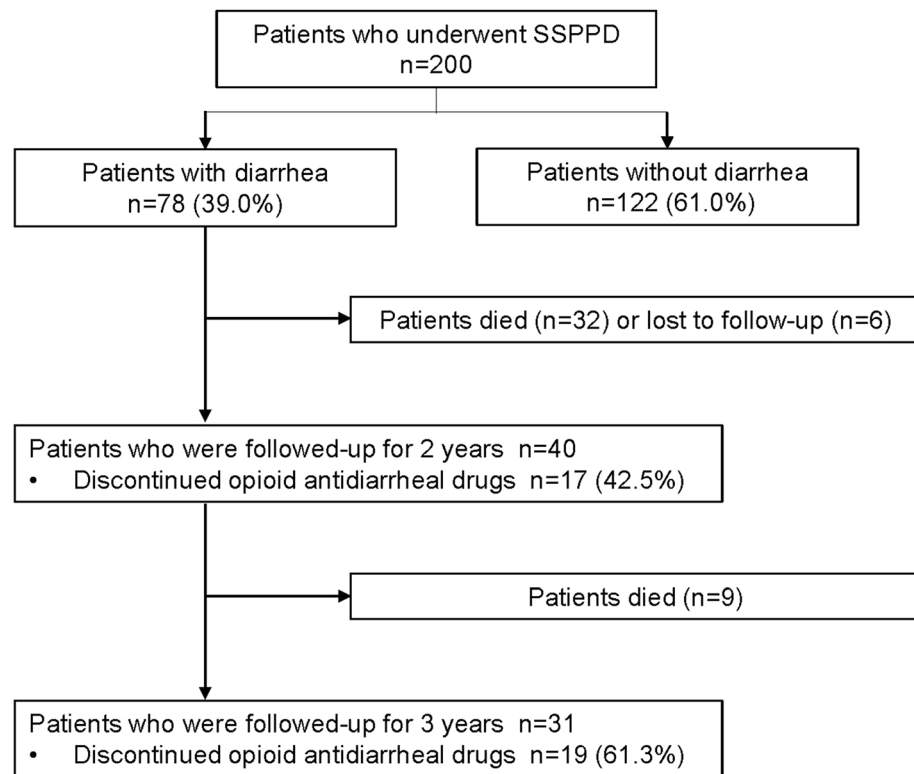 Patients who underwent SSPPD
n=200
Patients with diarrhea
n=78 (39.0%)
Patients without diarrhea
n=122 (61.0%)
Patients died (n=32) or lost to follow-up (n=6)
Patients who were followed-up for 2 years n=40
• Discontinued opioid antidiarrheal drugs n=17 (42.5%)
Patients died (n=9)
Patients who were followed-up for 3 years n=31
• Discontinued opioid antidiarrheal drugs n=19 (61.3%)